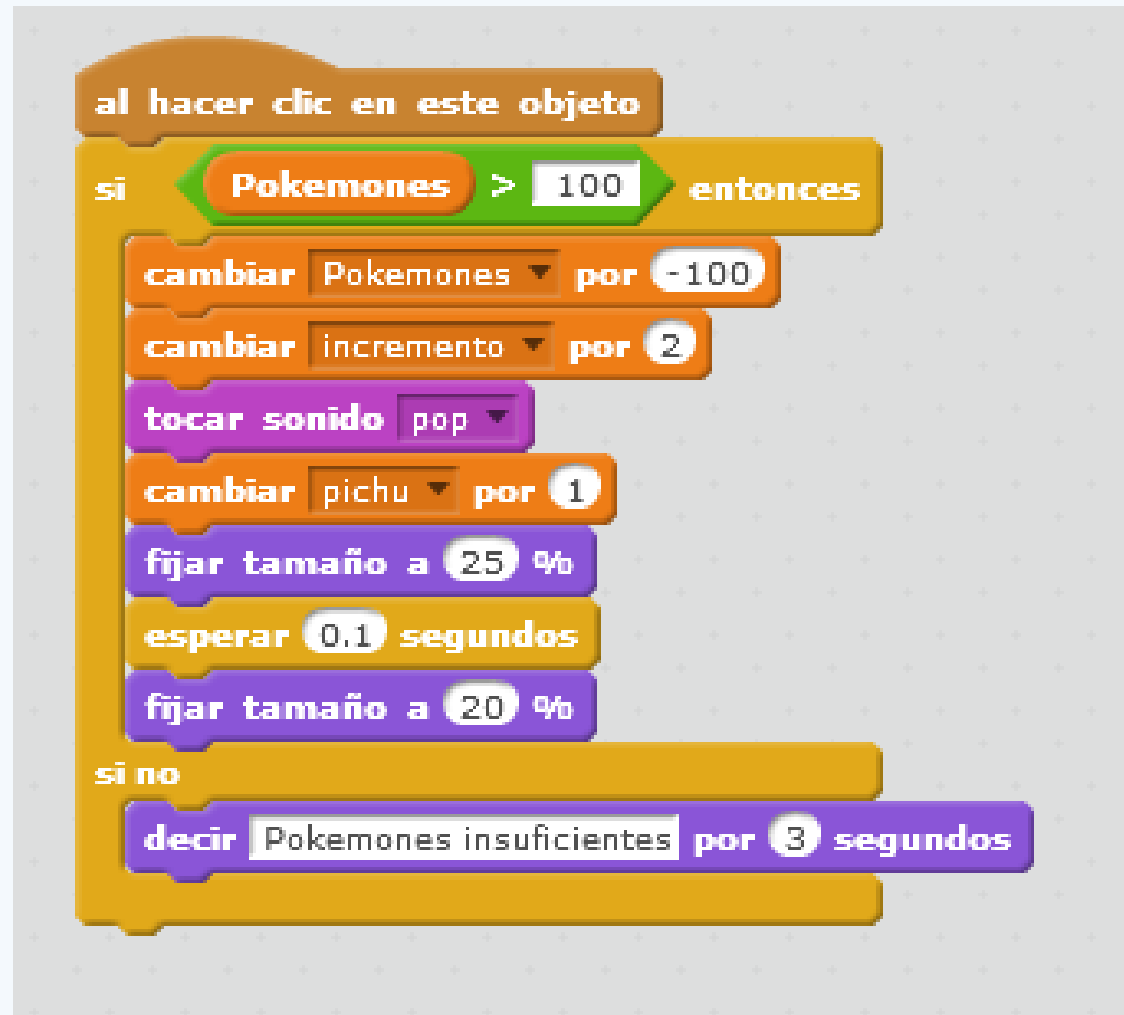 al hacer clic en este objeto
si Pokemones > 100 entonces
cambiar Pokemones por -100
cambiar incremento por 2
tocar sonido pop
cambiar pichu por 1
fijar tamaño a 25 %
esperar 0.1 segundos
fijar tamaño a 20 %
si no
decir Pokemones insuficientes por 3 segundos